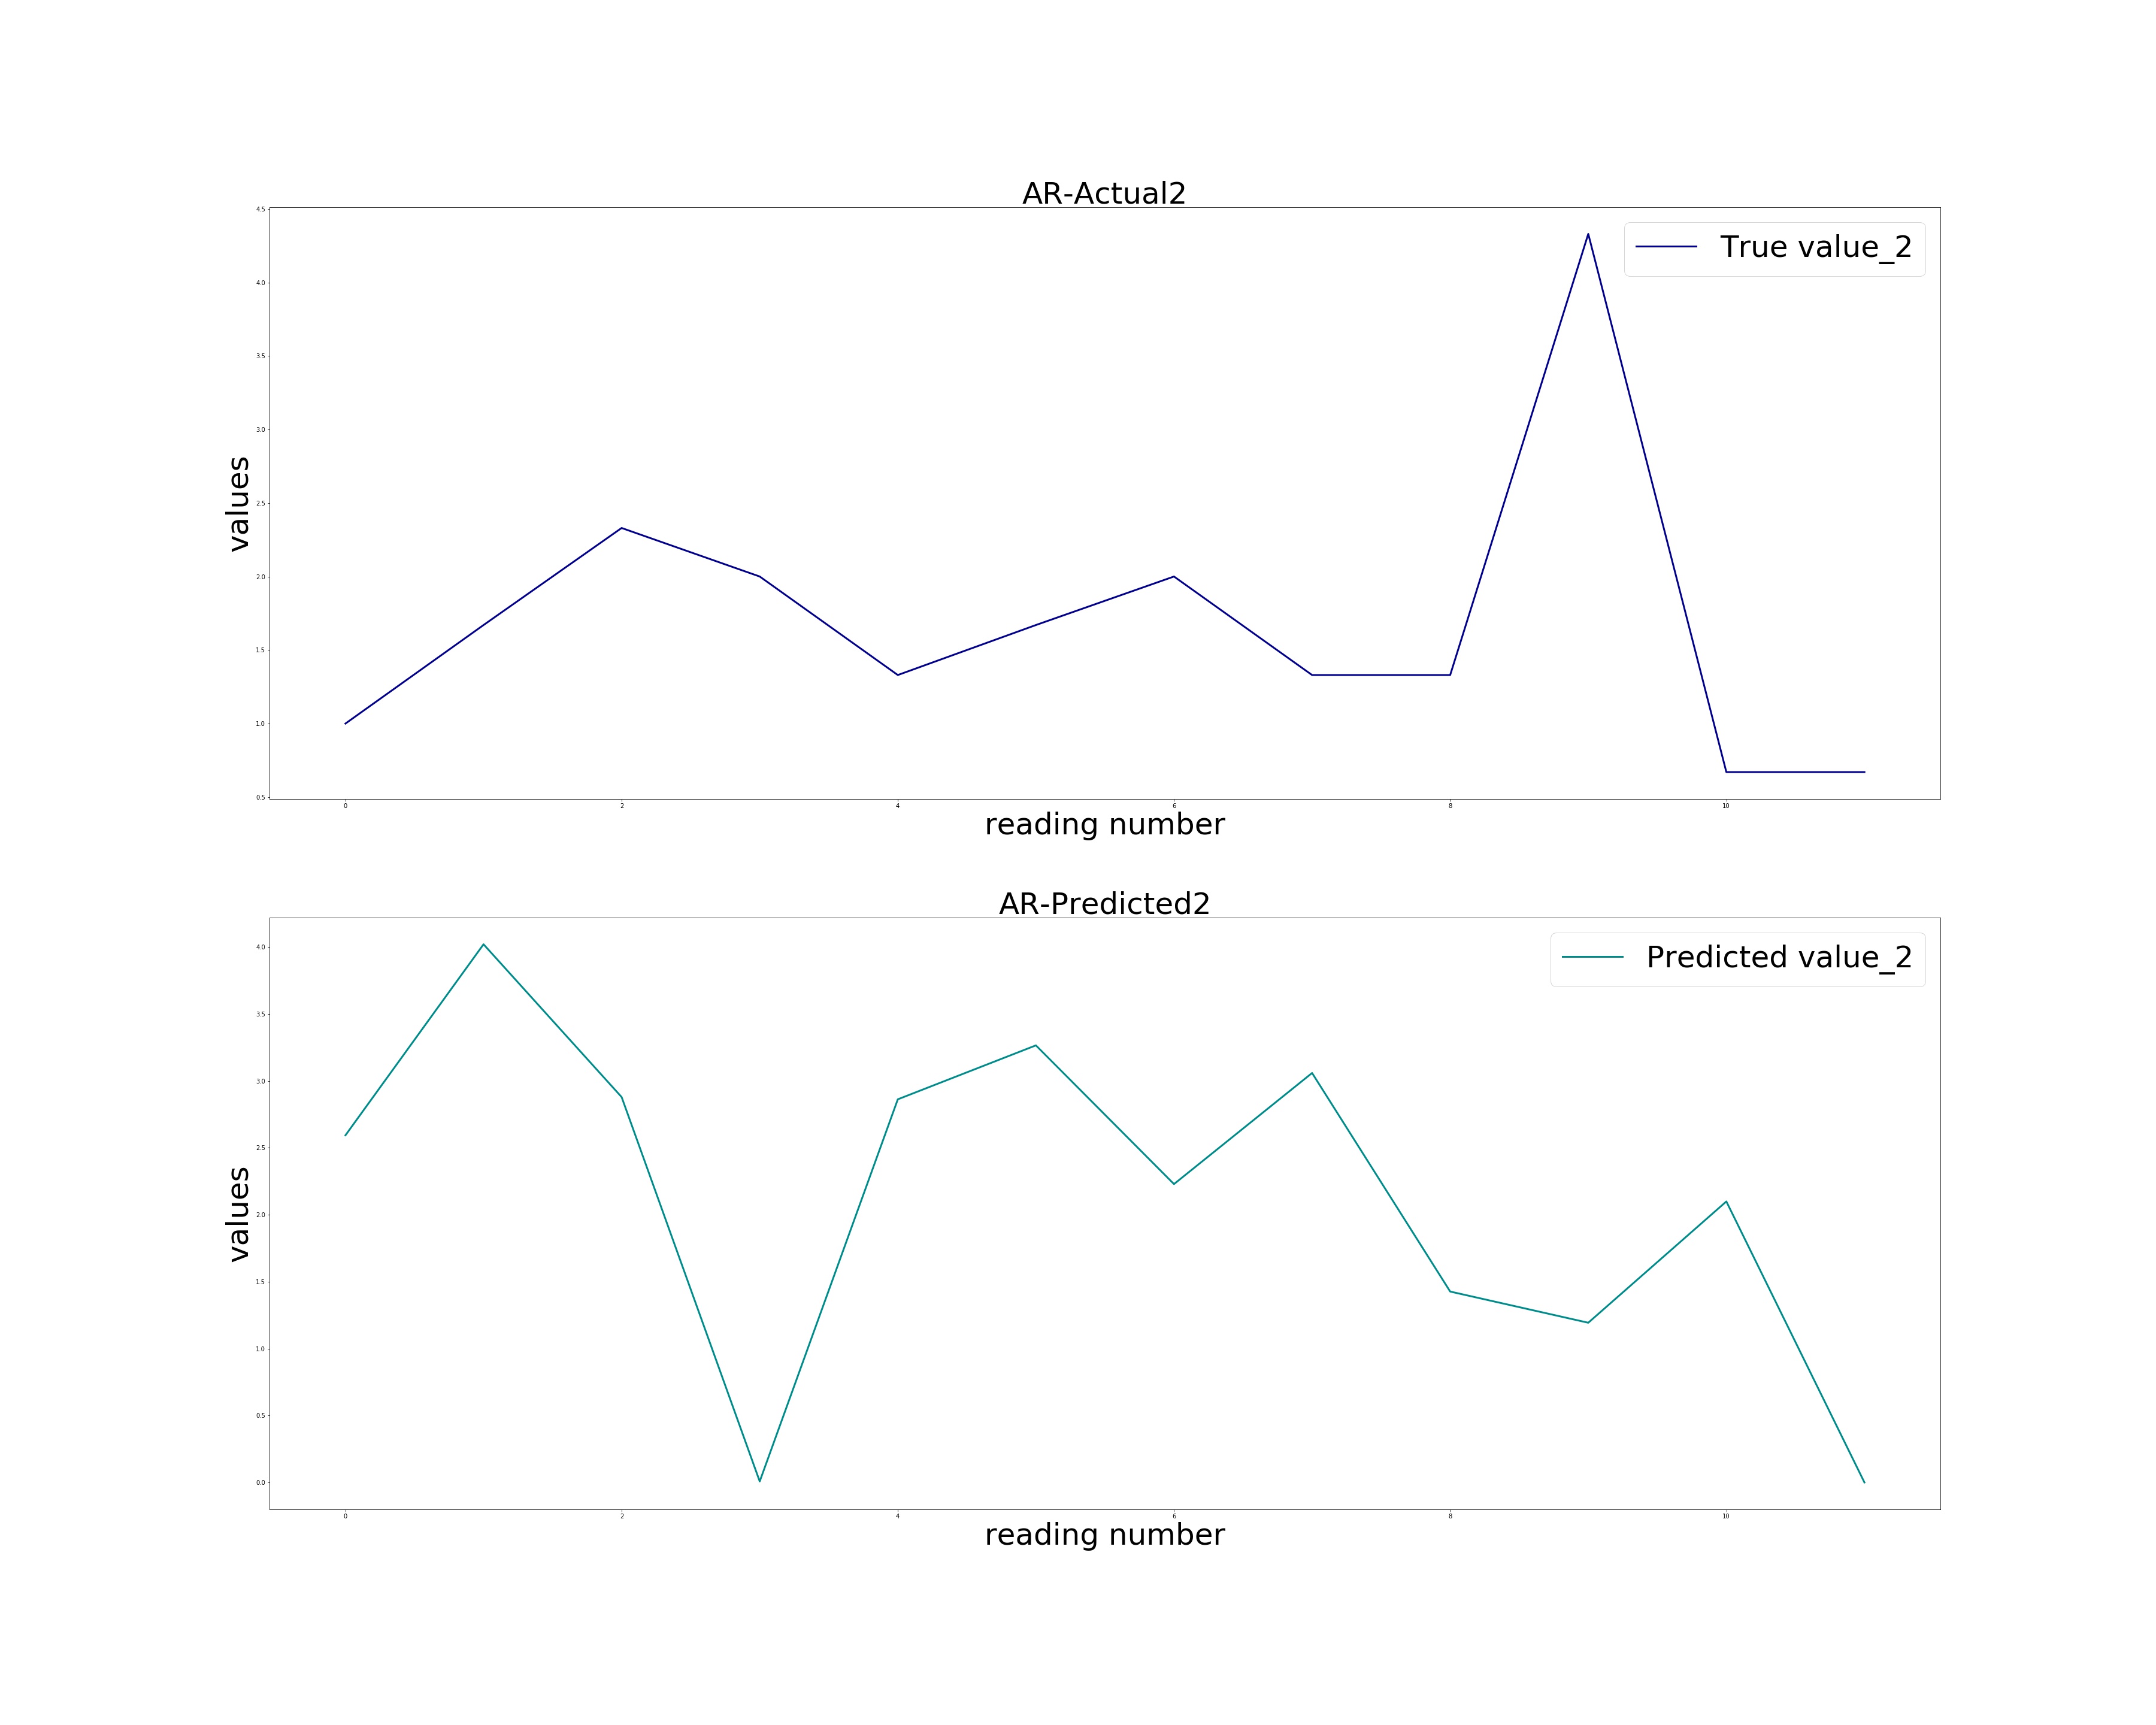 AR-Actual2
4.5
4.0
3.5
3.0
2.5
2.0
1.5
1.0
0.5
values
True value_2
0 2 4 6 8 10
reading number
AR-Predicted2
4.0
3.5
3.0
2.5
2.0
1.5
1.0
0.5
0.0
values
Predicted value_2
0 2 4 6 8 10
reading number